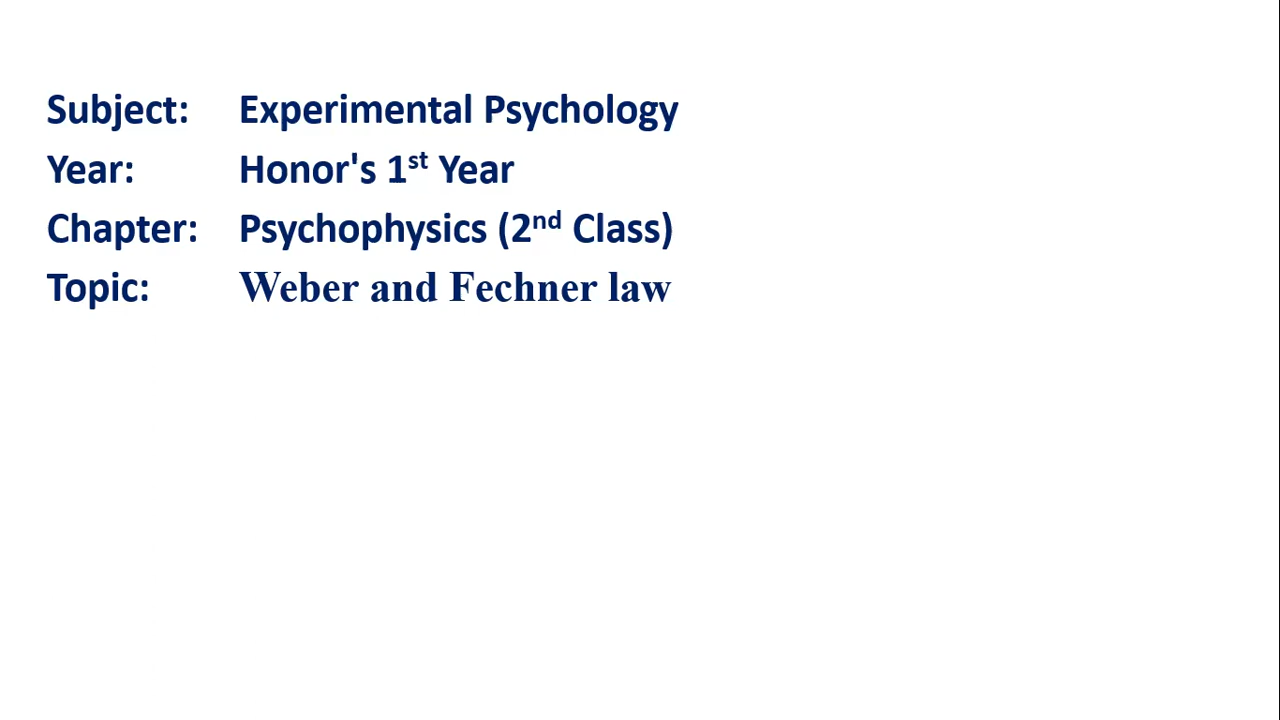 Subject: Experimental Psychology
Year: Honor's 1st Year
Chapter: Psychophysics (2nd Class)
Topic: Weber and Fechner law